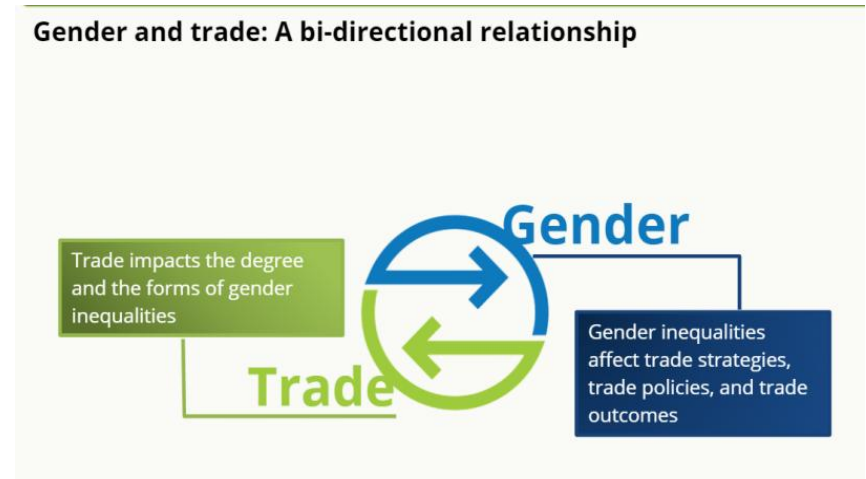 Gender and trade: A bi-directional relationship
Gender
Trade impacts the degree
and the forms of gender
inequalities
Gender inequalities
affect trade strategies,
trade policies, and trade
outcomes
Trade